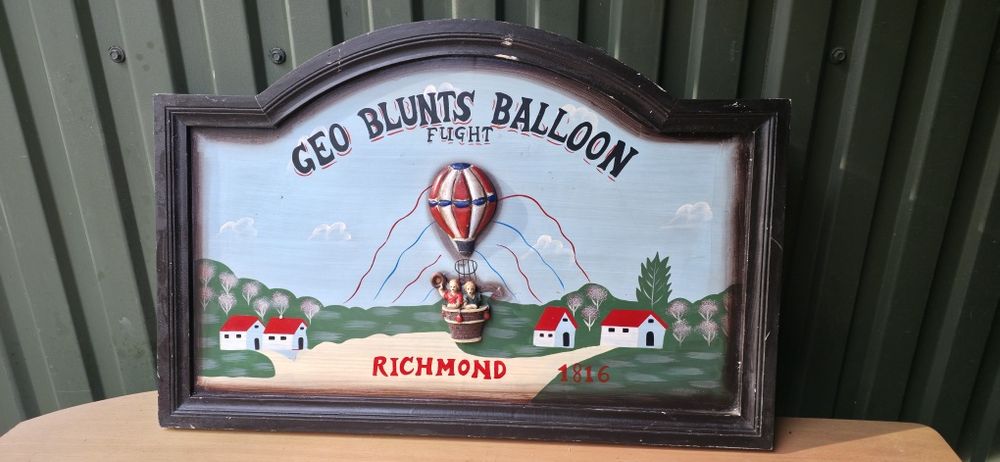 GEO BLUNTS BALLOON
FLIGHT
RICHMOND 1816